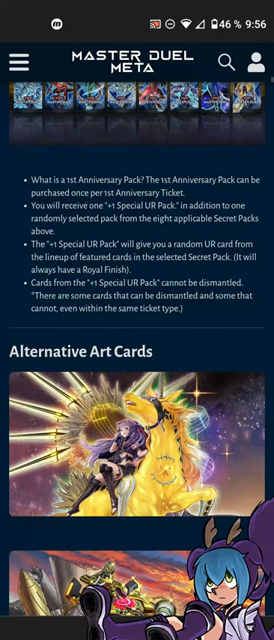 46 % 9:56
MASTER DUEL
META
• What is a 1st Anniversary Pack? The 1st Anniversary Pack can be
purchased once per 1st Anniversary Ticket.
• You will receive one "+1 Special UR Pack." in addition to one
randomly selected pack from the eight applicable Secret Packs
above.
• The "+1 Special UR Pack" will give you a random UR card from
the lineup of featured cards in the selected Secret Pack. (It will
always have a Royal Finish).
• Cards from the "+1 Special UR Pack" cannot be dismantled.
*There are some cards that can be dismantled and some that
cannot, even within the same ticket type.)
Alternative Art Cards